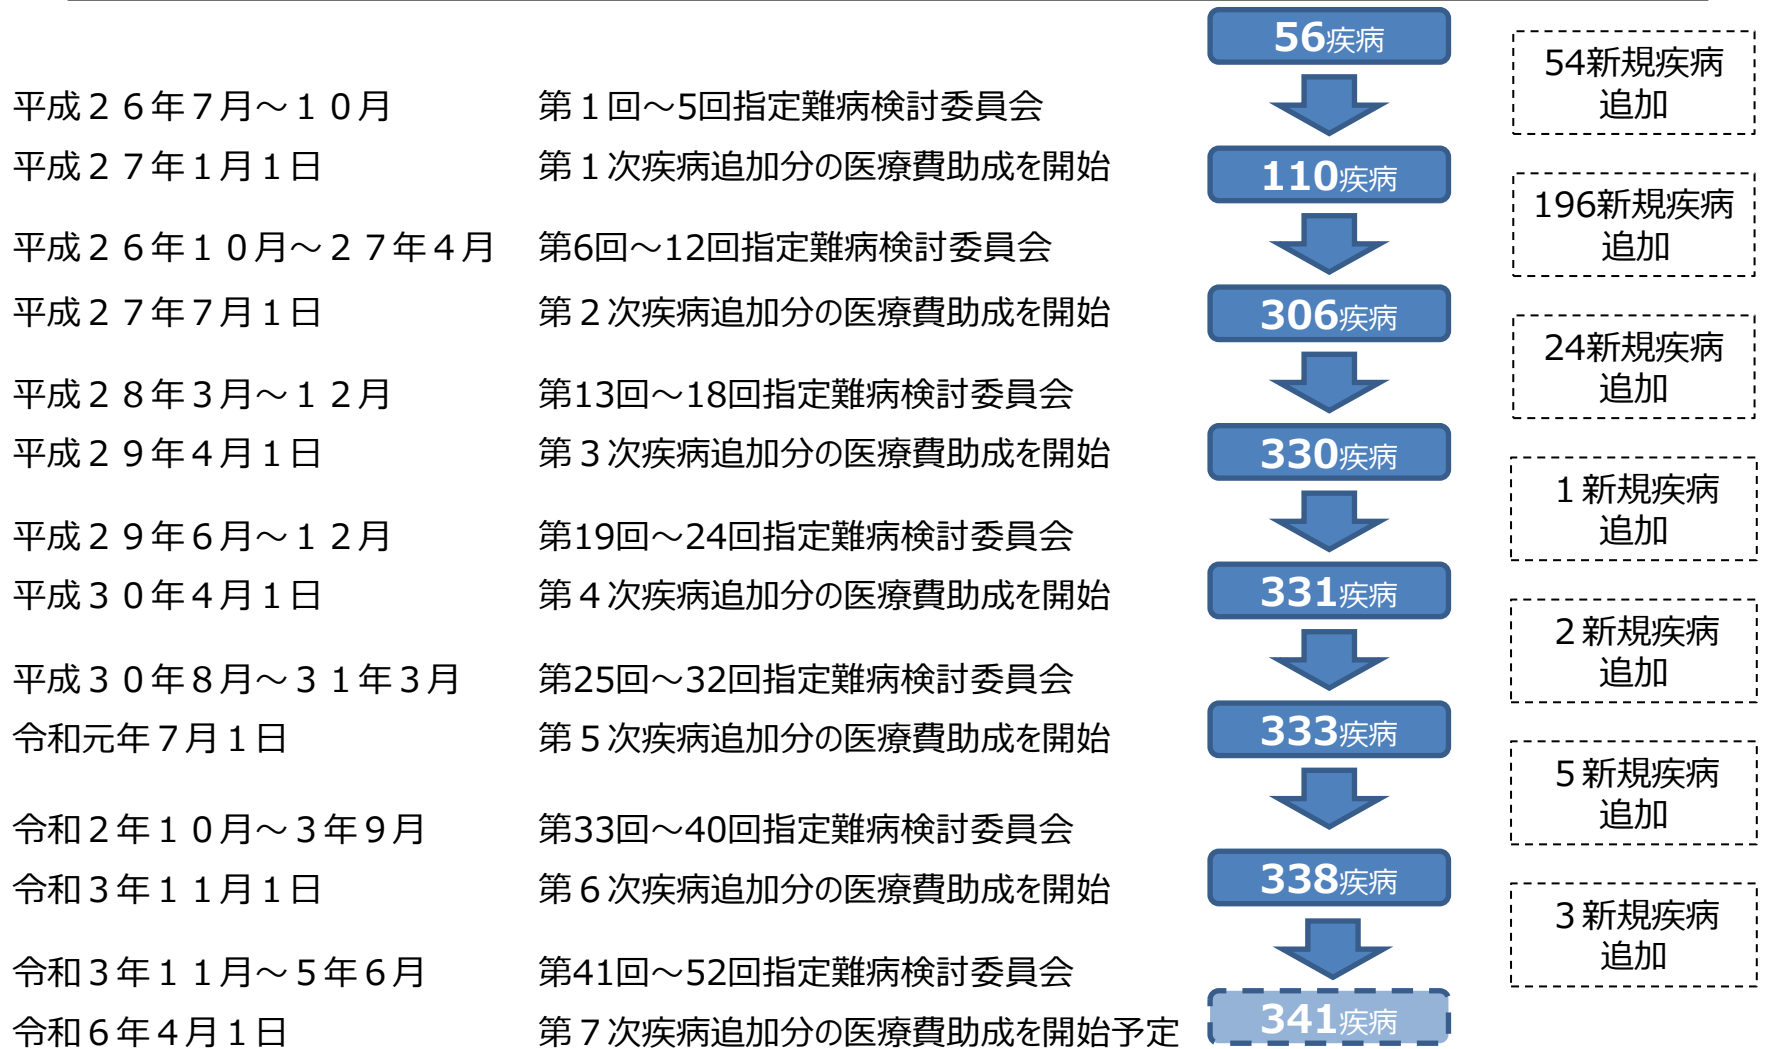 56疾病
54新規疾病
追加
平成２６年７月～１０月 第１回～5回指定難病検討委員会
平成２７年１月１日 第１次疾病追加分の医療費助成を開始 110疾病
196新規疾病
追加
平成２６年１０月～２７年４月 第6回～12回指定難病検討委員会
平成２７年７月１日 第２次疾病追加分の医療費助成を開始 306疾病
24新規疾病
追加
平成２８年３月～１２月 第13回～18回指定難病検討委員会
平成２９年４月１日 第３次疾病追加分の医療費助成を開始 330疾病
１新規疾病
追加
平成２９年６月～１２月 第19回～24回指定難病検討委員会
平成３０年４月１日 第４次疾病追加分の医療費助成を開始 331疾病
２新規疾病
追加
平成３０年８月～３１年３月 第25回～32回指定難病検討委員会
令和元年７月１日 第５次疾病追加分の医療費助成を開始 333疾病
５新規疾病
追加
令和２年１０月～３年９月 第33回～40回指定難病検討委員会
令和３年１１月１日 第６次疾病追加分の医療費助成を開始 338疾病
３新規疾病
追加
令和３年１１月～５年６月 第41回～52回指定難病検討委員会
令和６年４月１日 第７次疾病追加分の医療費助成を開始予定 341疾病